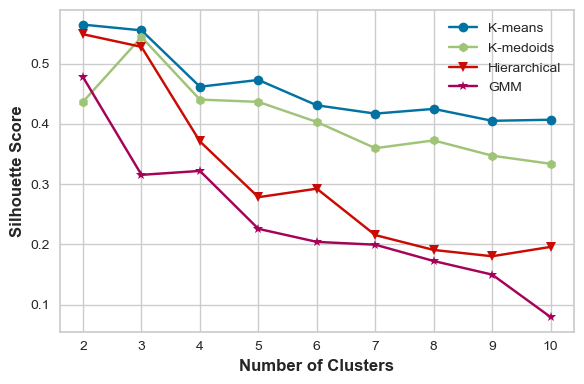 K-means
K-medoids
Hierarchical
GMM
Silhouette Score
0.5
0.4
0.3
0.2
0.1
2 3 4 5 6 7 8 9 10
Number of Clusters